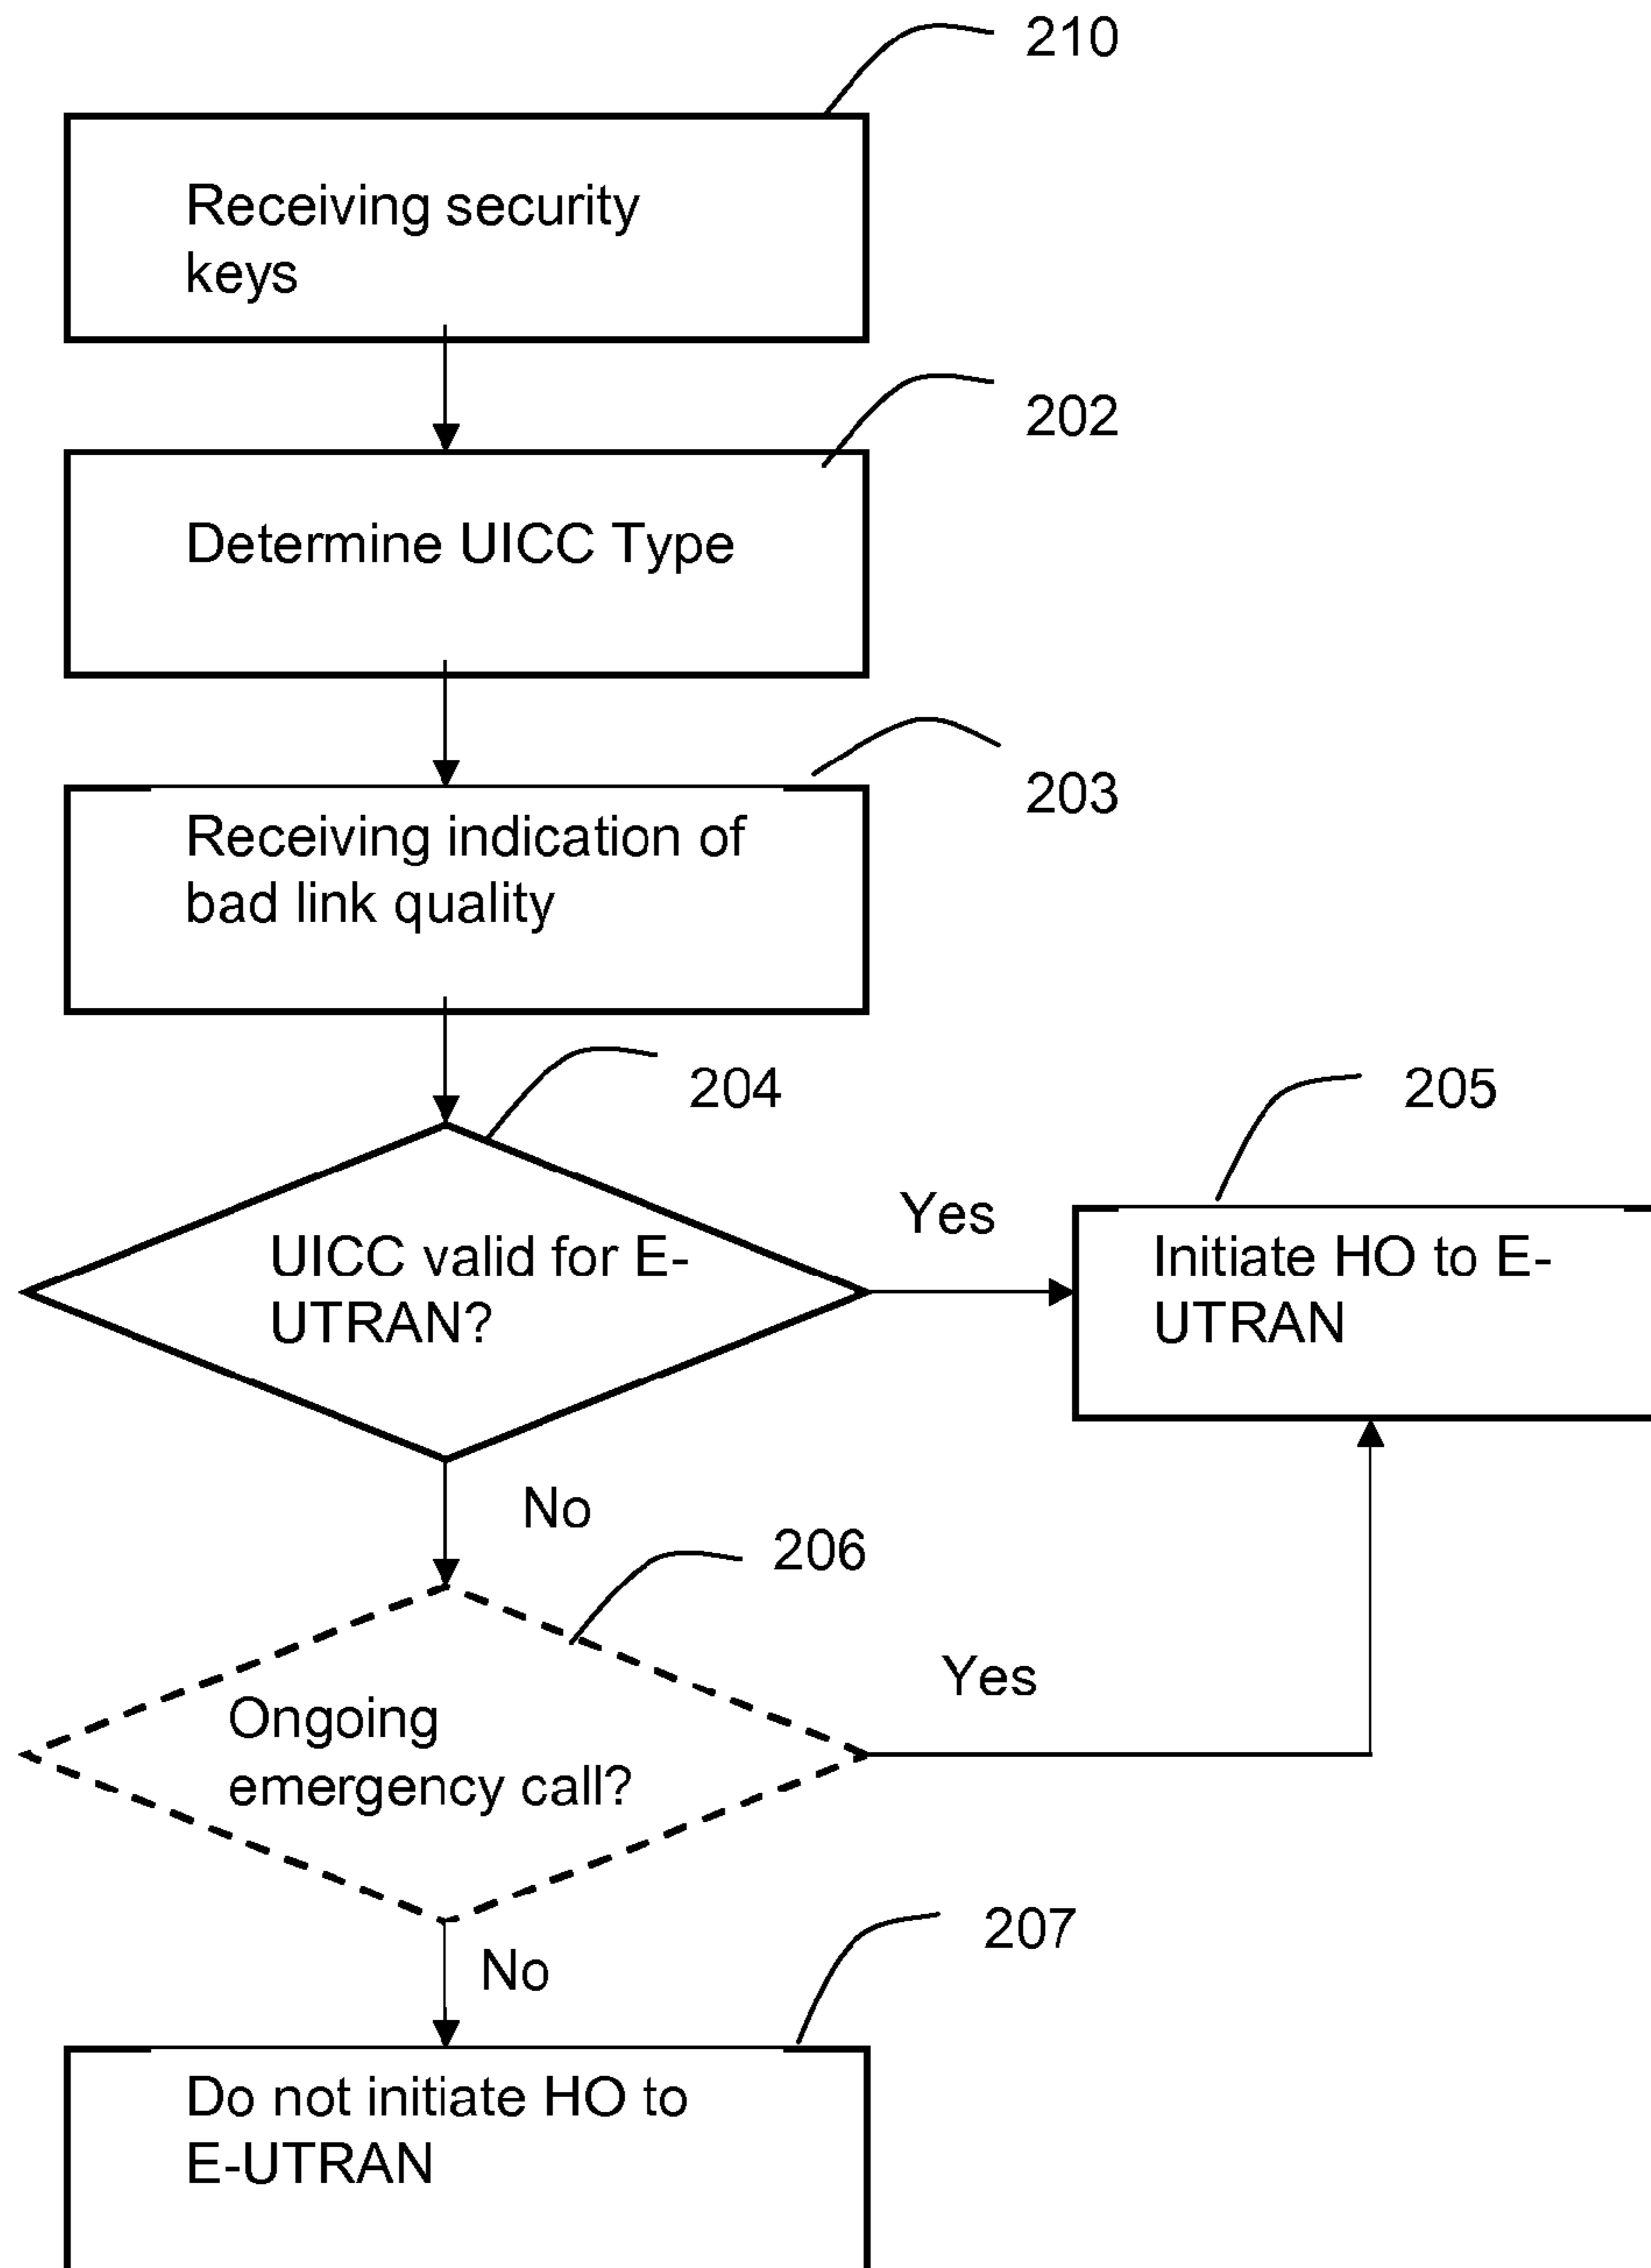 210
Receiving security
keys
202
Determine UICC Type
203
Receiving indication of
bad link quality
204
205
Yes
UICC valid for E-
UTRAN?
Initiate HO to E-
UTRAN
No
206
Yes
Ongoing
emergency call?
207
No
Do not initiate HO to
E-UTRAN